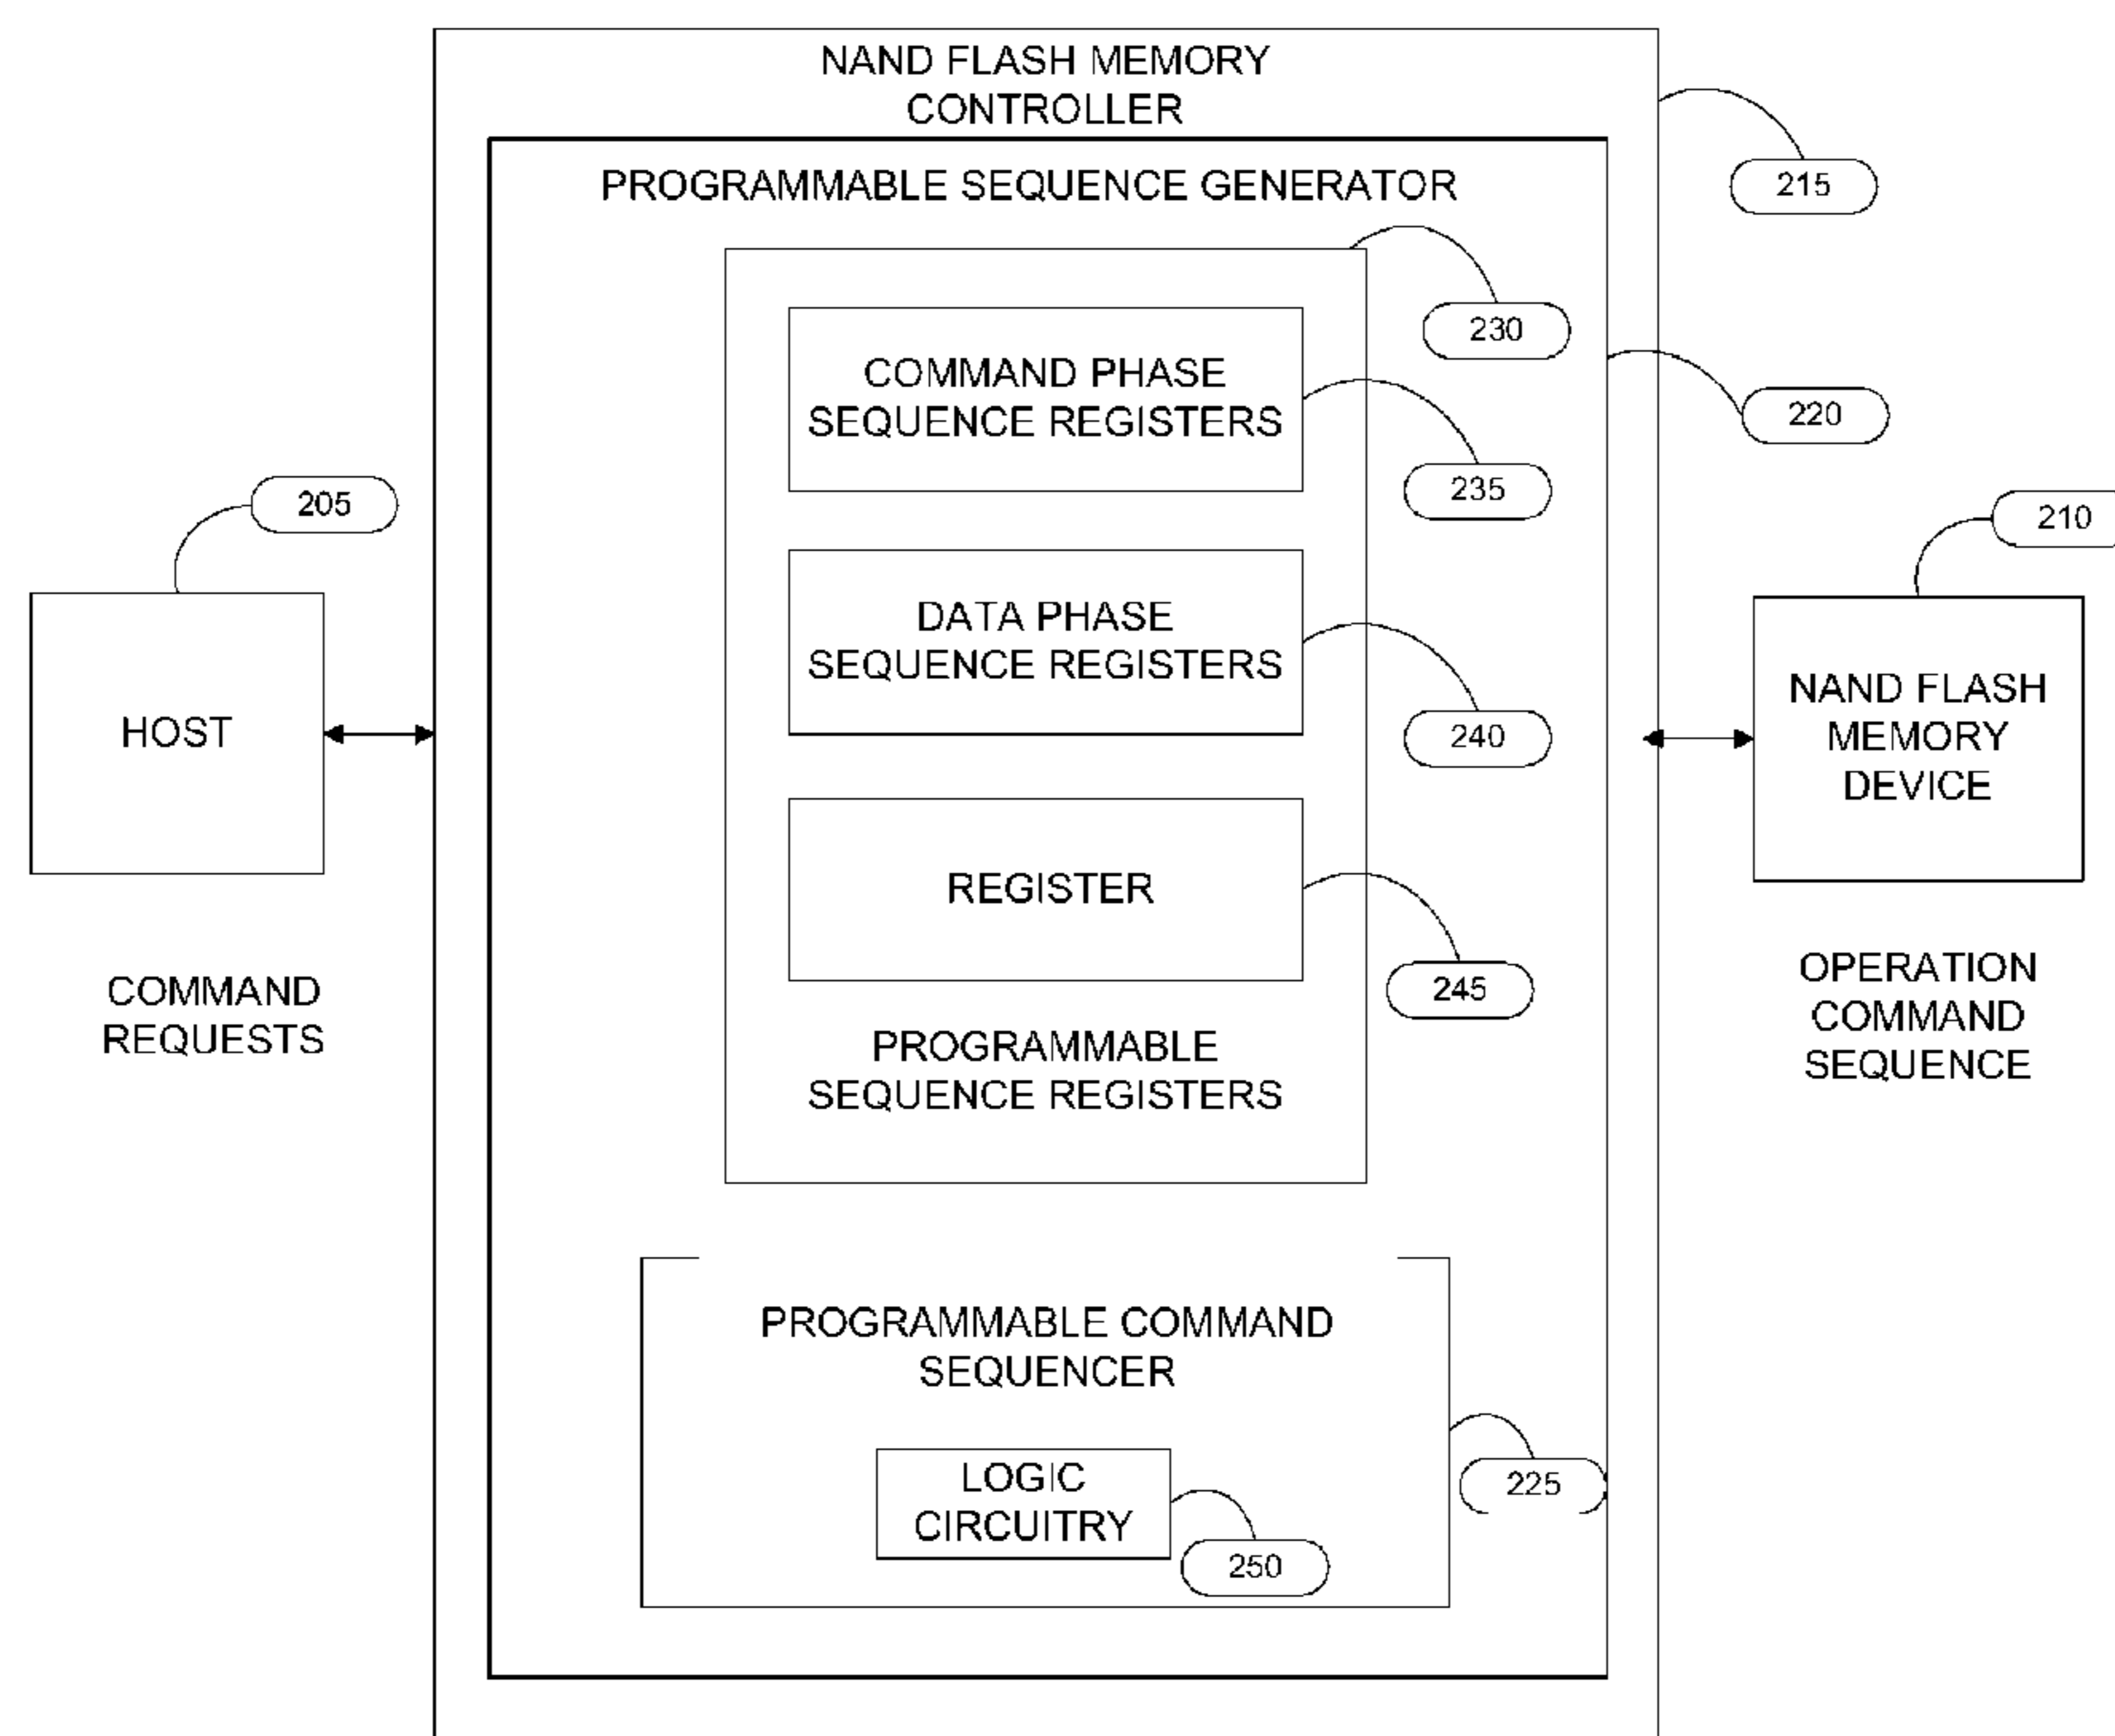 NAND FLASH MEMORY
CONTROLLER
PROGRAMMABLE SEQUENCE GENERATOR
215
230
COMMAND PHASE
SEQUENCE REGISTERS
220
235
205
210
DATA PHASE
SEQUENCE REGISTERS
240
HOST
NAND FLASH
MEMORY
DEVICE
REGISTER
245
COMMAND
REQUESTS
OPERATION
COMMAND
SEQUENCE
PROGRAMMABLE
SEQUENCE REGISTERS
PROGRAMMABLE COMMAND
SEQUENCER
225
LOGIC
CIRCUITRY
250